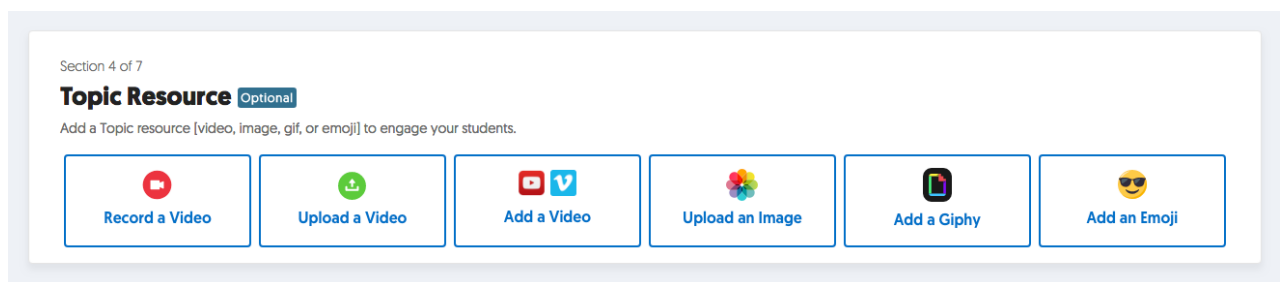 Section 4 of 7
Topic Resource Optional
Add a Topic resource [video, image, gif, or emoji] to engage your students.
Record a Video
Upload a Video
Add a Video
Upload an Image
Add a Giphy
Add an Emoji